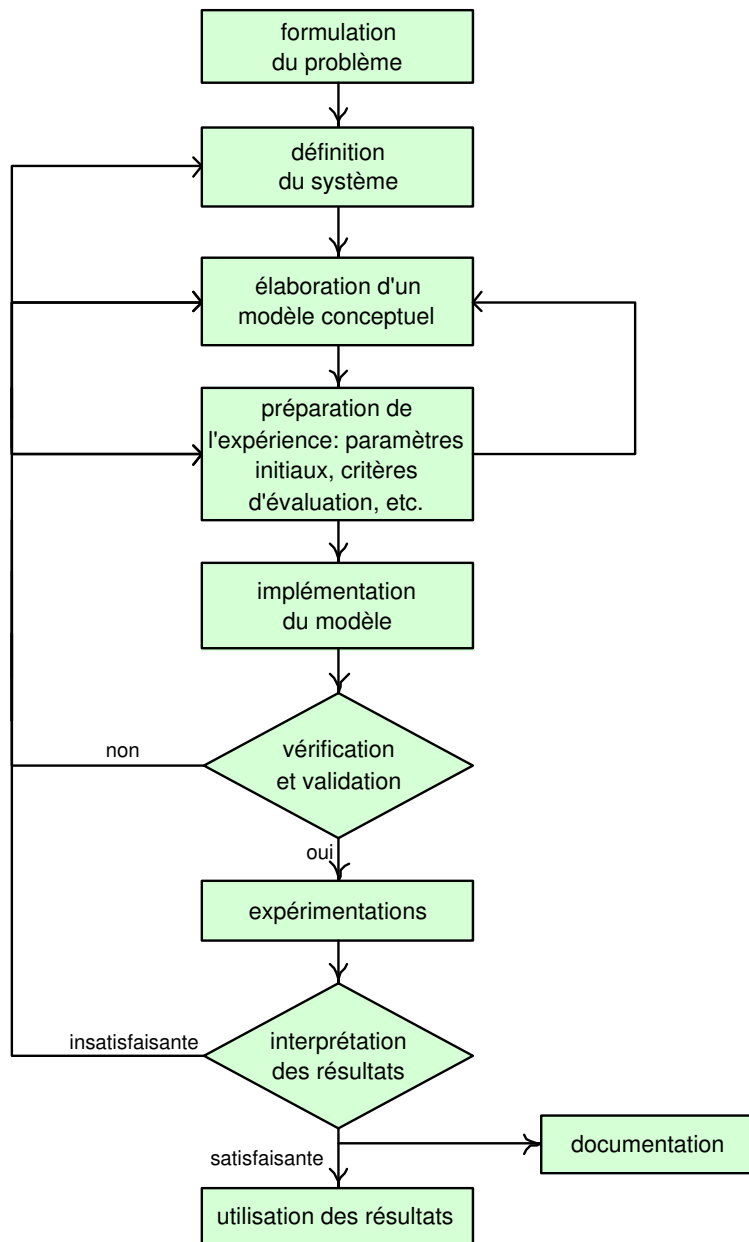 formulation
du problème
définition
du système
élaboration d'un
modèle conceptuel
préparation de
l'expérience: paramètres
initiaux, critères
d'évaluation, etc.
implémentation
du modèle
non
vérification
et validation
oui
expérimentations
insatisfaisante
interprétation
des résultats
documentation
satisfaisante
utilisation des résultats